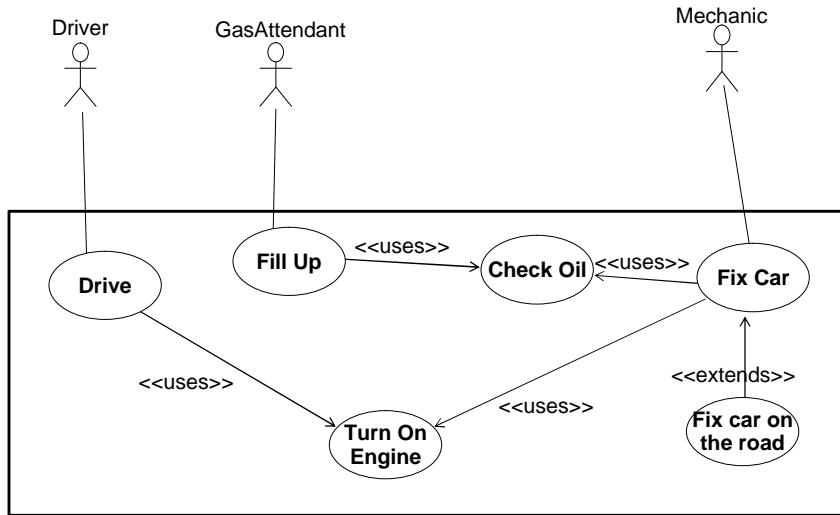 Driver
GasAttendant
Mechanic
<<uses>>
Fill Up
Check Oil
<<uses>>
Fix Car
Drive
<<uses>>
<<uses>>
<<extends>>
Turn On
Engine
Fix car on
the road